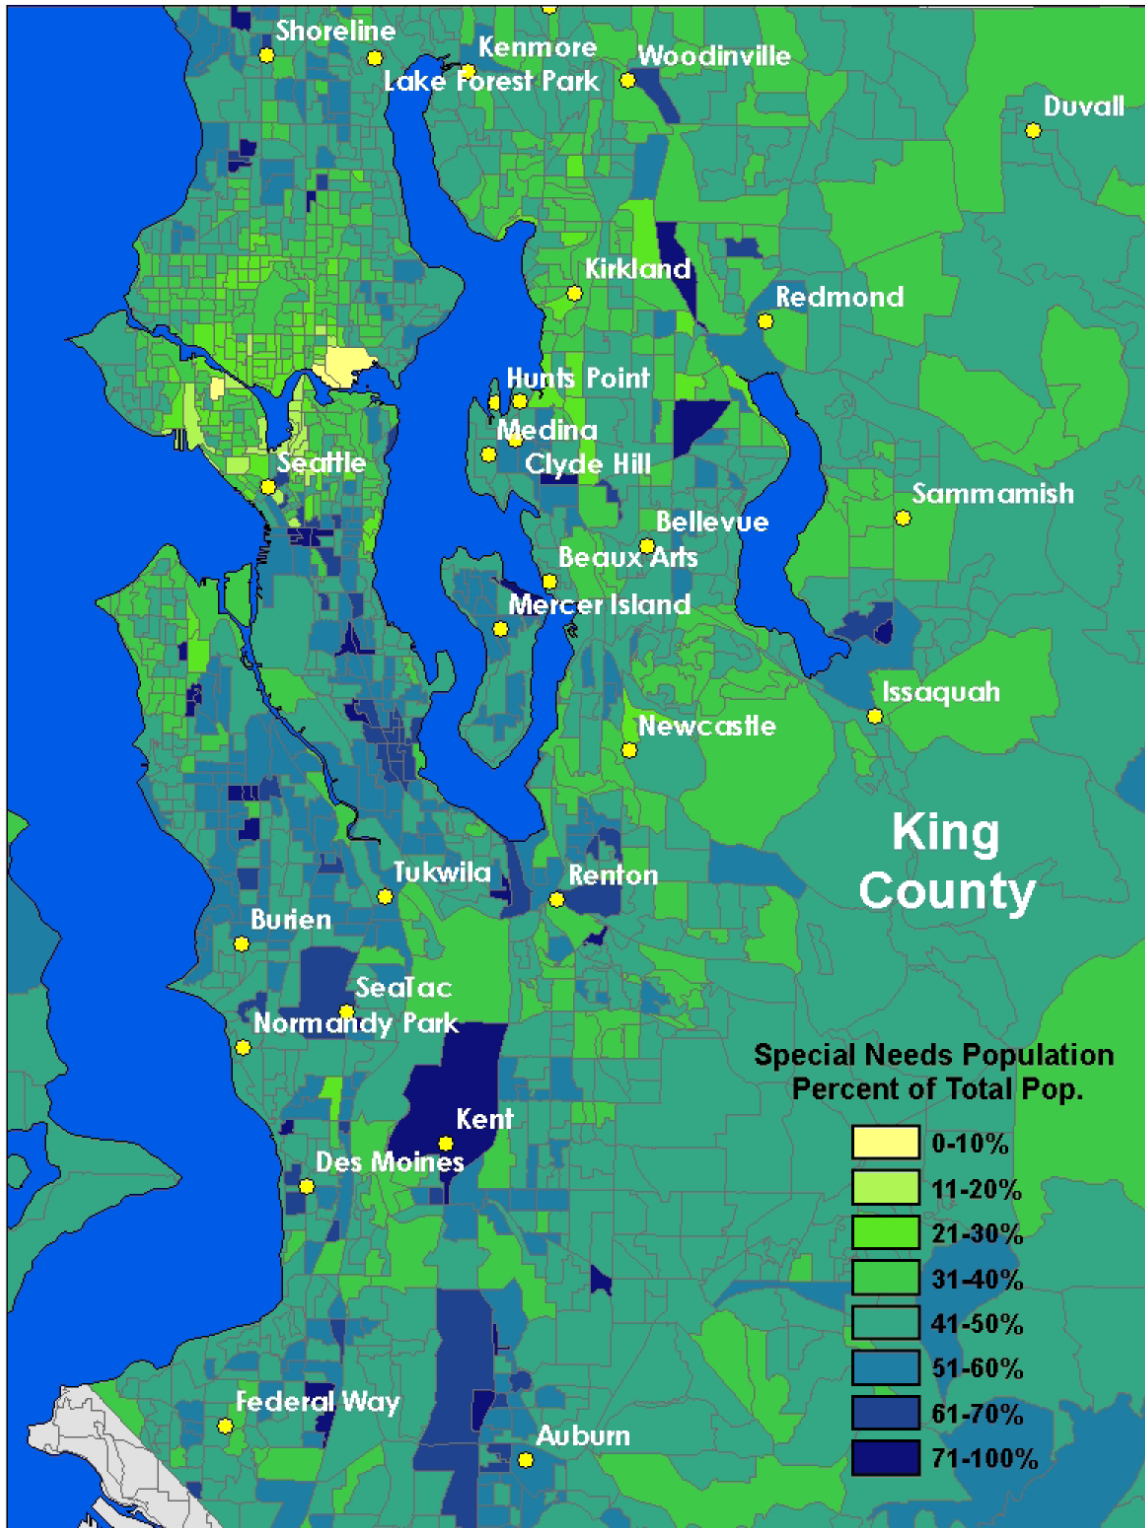 Shoreline
Kenmore
Lake Forest Park
Woodinville
Duvall
Kirkland
Redmond
Hunts Point
Medina
Clyde Hill
Seattle
Sammamish
Bellevue
Beaux Arts
Mercer Island
Issaquah
Newcastle
King
County
Tukwila
Renton
Burien
SeaTac
Normandy Park
Special Needs Population
Percent of Total Pop.
Kent
0-10%
Des Moines
11-20%
21-30%
31-40%
41-50%
51-60%
Federal Way
61-70%
Auburn
71-100%